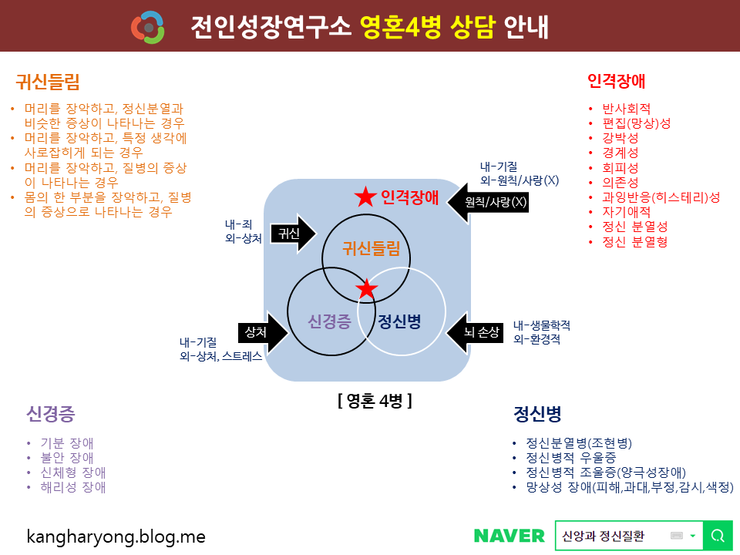 전인성장연구소 영혼4병 상담 안내
귀신들림
• 머리를 장악하고, 정신분열과
비슷한 증상이 나타나는 경우
• 머리를 장악하고, 특정 생각에
사로잡히게 되는 경우
• 머리를 장악하고, 질병의 증상
이 나타나는 경우
• 몸의 한 부분을 장악하고, 질병
의 증상으로 나타나는 경우
인격장애
• 반사회적
• 편집(망상)성
• 강박성
• 경계성
• 회피성
• 의존성
• 과잉반응(히스테리)성
• 자기애적
• 정신 분열성
• 정신 분열형
내-기질
외-원칙/사랑(X)
원칙/사랑(X)
인격장애
내-죄
외-상처
귀신
귀신들림
신경증
정신병
상처
내-기질
외-상처, 스트레스
뇌 손상
내-생물학적
외-환경적
[ 영혼 4병 ]
신경증
• 기분 장애
• 불안 장애
• 신체형 장애
• 해리성 장애
정신병
• 정신분열병(조현병)
• 정신병적 우울증
• 정신병적 조울증(양극성장애)
• 망상성 장애(피해,과대,부정,감시,색정)
kangharyong.blog.me
NAVER
신앙과 정신질환